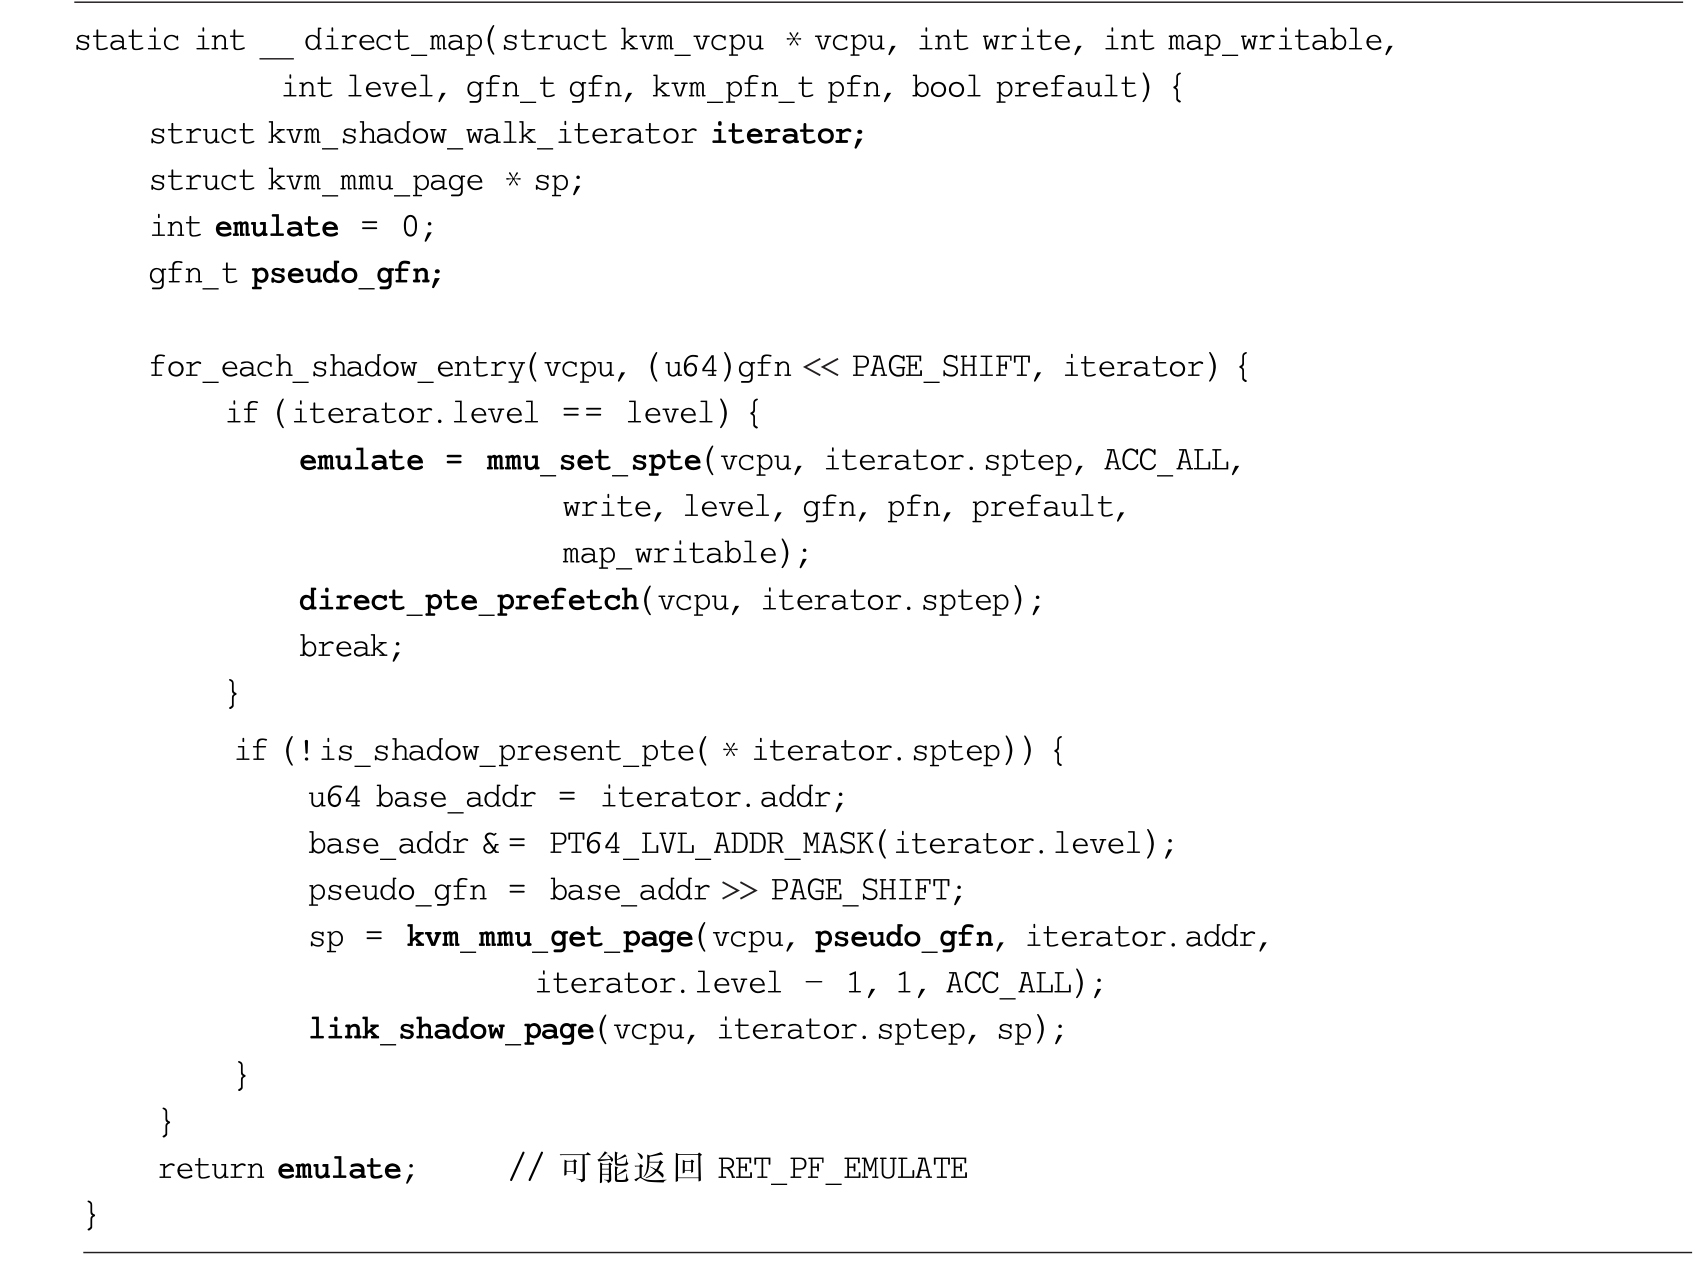 static int __ direct_map(struct kvm_vcpu * vcpu, int write, int map_writable,
int level, gfn_t gfn, kvm_pfn_t pfn, bool prefault) {
struct kvm_shadow_walk_iterator iterator;
struct kvm_mmu_page * sp;
int emulate = 0;
gfn_t pseudo_gfn;
for_each_shadow_entry(vcpu, (u64)gfn << PAGE_SHIFT, iterator) {
if (iterator.level == level) {
emulate = mmu_set_spte(vcpu, iterator.sptep, ACC_ALL,
write, level, gfn, pfn, prefault,
map_writable);
direct_pte_prefetch(vcpu, iterator.sptep);
break;
}
if (!is_shadow_present_pte( * iterator.sptep)) {
u64 base_addr = iterator.addr;
base_addr &= PT64_LVL_ADDR_MASK(iterator.level);
pseudo_gfn = base_addr >> PAGE_SHIFT;
sp = kvm_mmu_get_page(vcpu, pseudo_gfn, iterator.addr,
iterator.level - 1, 1, ACC_ALL);
link_shadow_page(vcpu, iterator.sptep, sp);
}
}
return emulate; // 可能返回 RET_PF_EMULATE
}